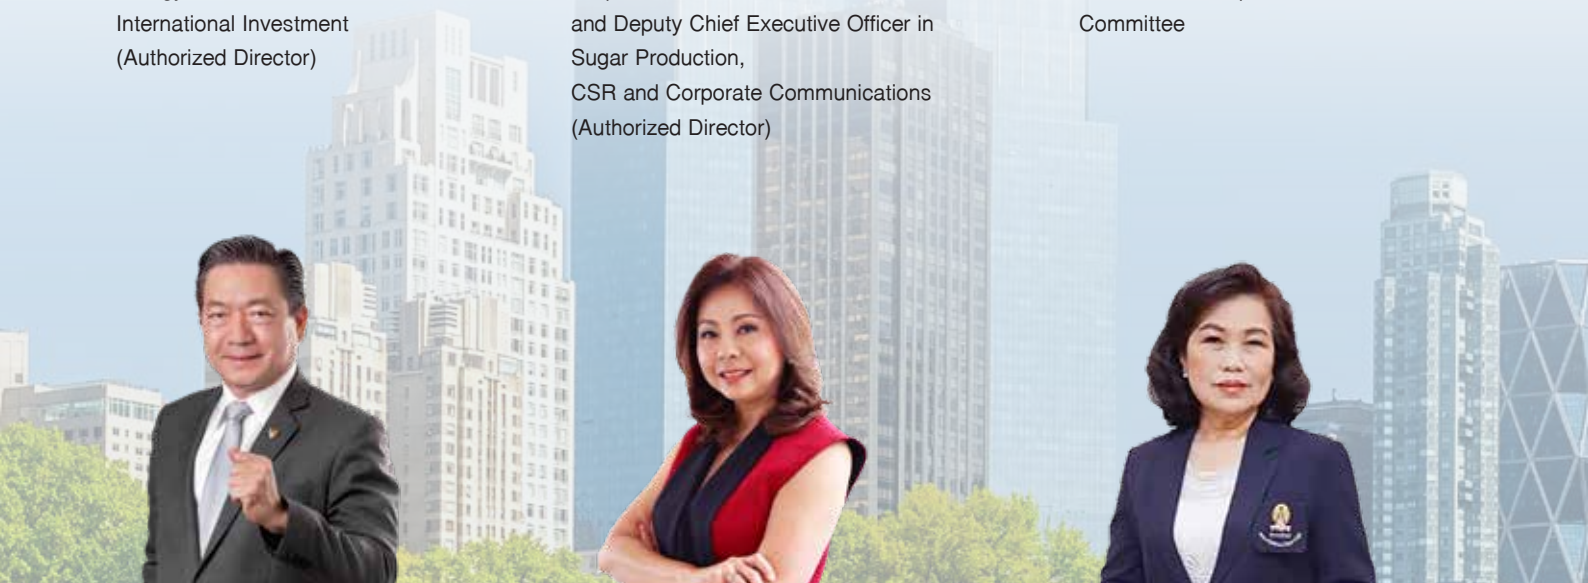 International Investment
(Authorized Director)
and Deputy Chief Executive Officer in
Sugar Production,
CSR and Corporate Communications
(Authorized Director)
Committee